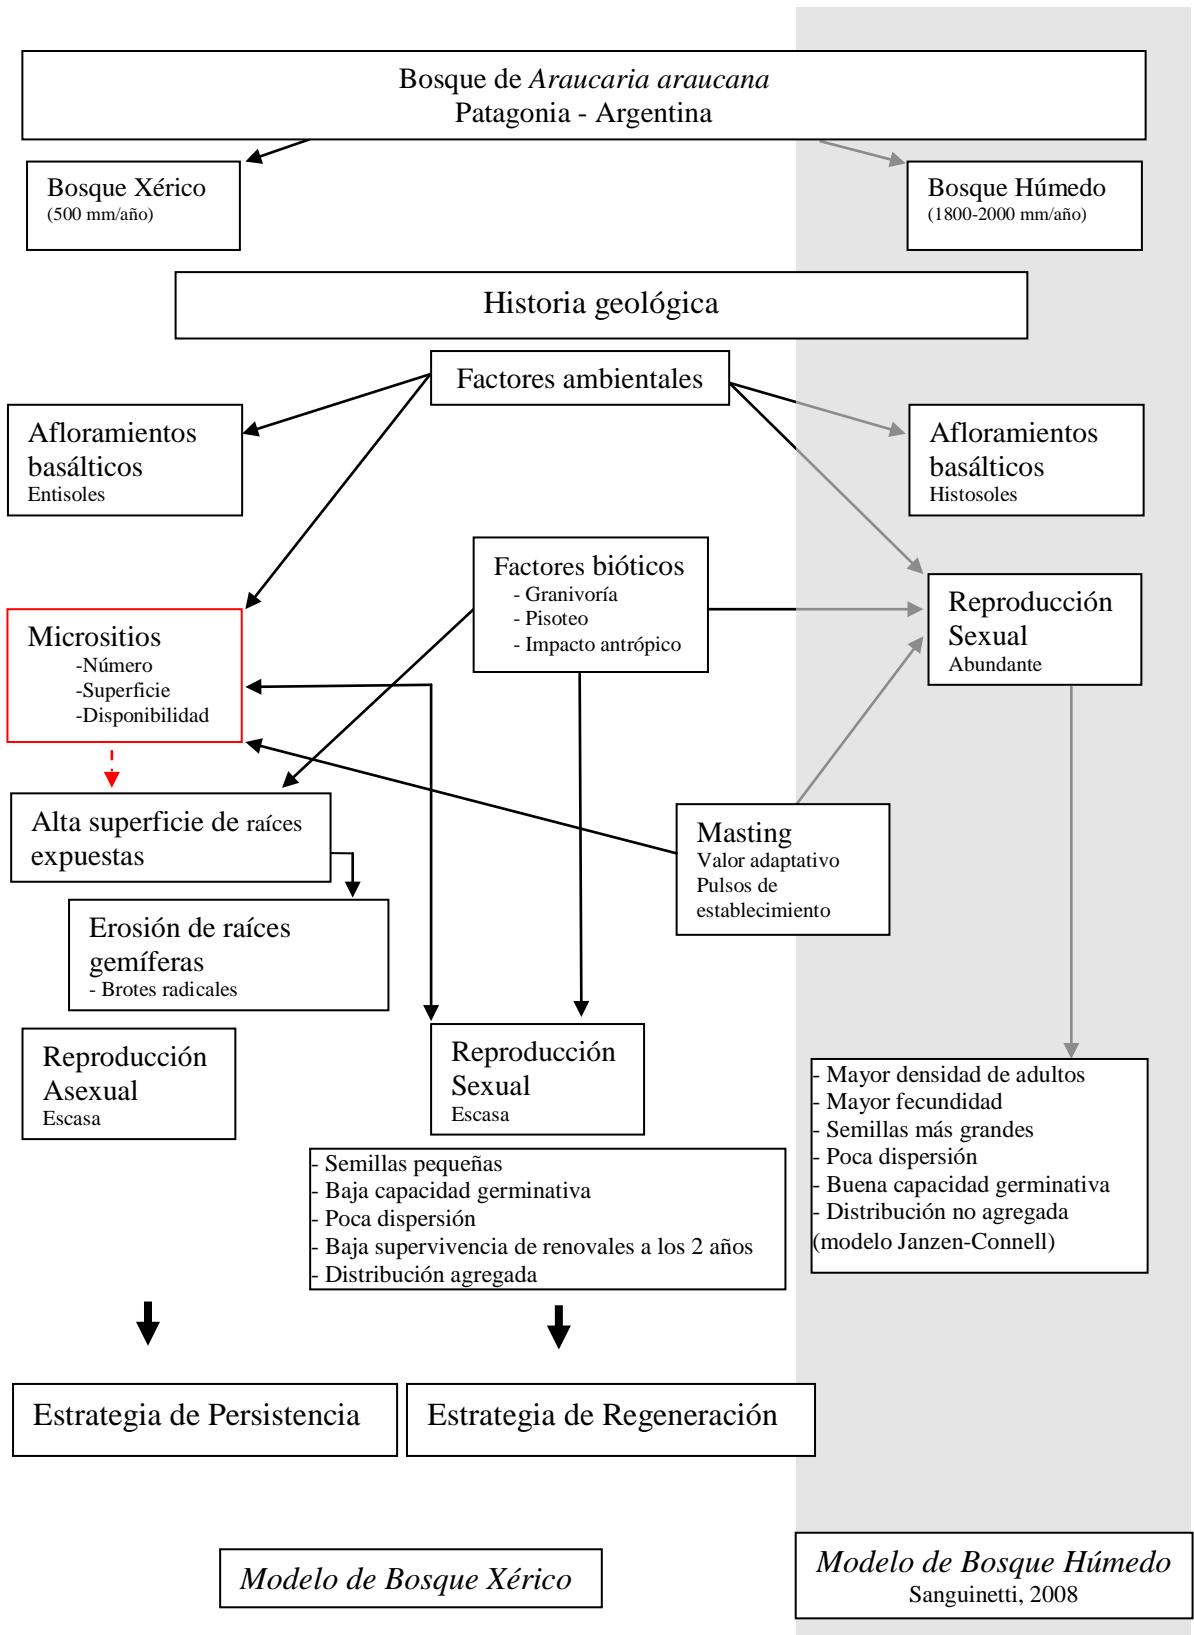 Bosque de Araucaria araucana
Patagonia - Argentina
Bosque Xérico
(500 mm/año)
Bosque Húmedo
(1800-2000 mm/año)
Historia geológica
Factores ambientales
Afloramientos
basálticos
Entisoles
Afloramientos
basálticos
Histosoles
Factores bióticos
- Granivoría
- Pisoteo
- Impacto antrópico
Reproducción
Sexual
Abundante
Micrositios
-Número
-Superficie
-Disponibilidad
Alta superficie de raíces
expuestas
Masting
Valor adaptativo
Pulsos de
establecimiento
Erosión de raíces
gemíferas
- Brotes radicales
Reproducción
Asexual
Escasa
Reproducción
Sexual
Escasa
- Semillas pequeñas
- Baja capacidad germinativa
- Poca dispersión
- Baja supervivencia de renovales a los 2 años
- Distribución agregada
- Mayor densidad de adultos
- Mayor fecundidad
- Semillas más grandes
- Poca dispersión
- Buena capacidad germinativa
- Distribución no agregada
(modelo Janzen-Connell)
Estrategia de Persistencia
Estrategia de Regeneración
Modelo de Bosque Xérico
Modelo de Bosque Húmedo
Sanguinetti, 2008